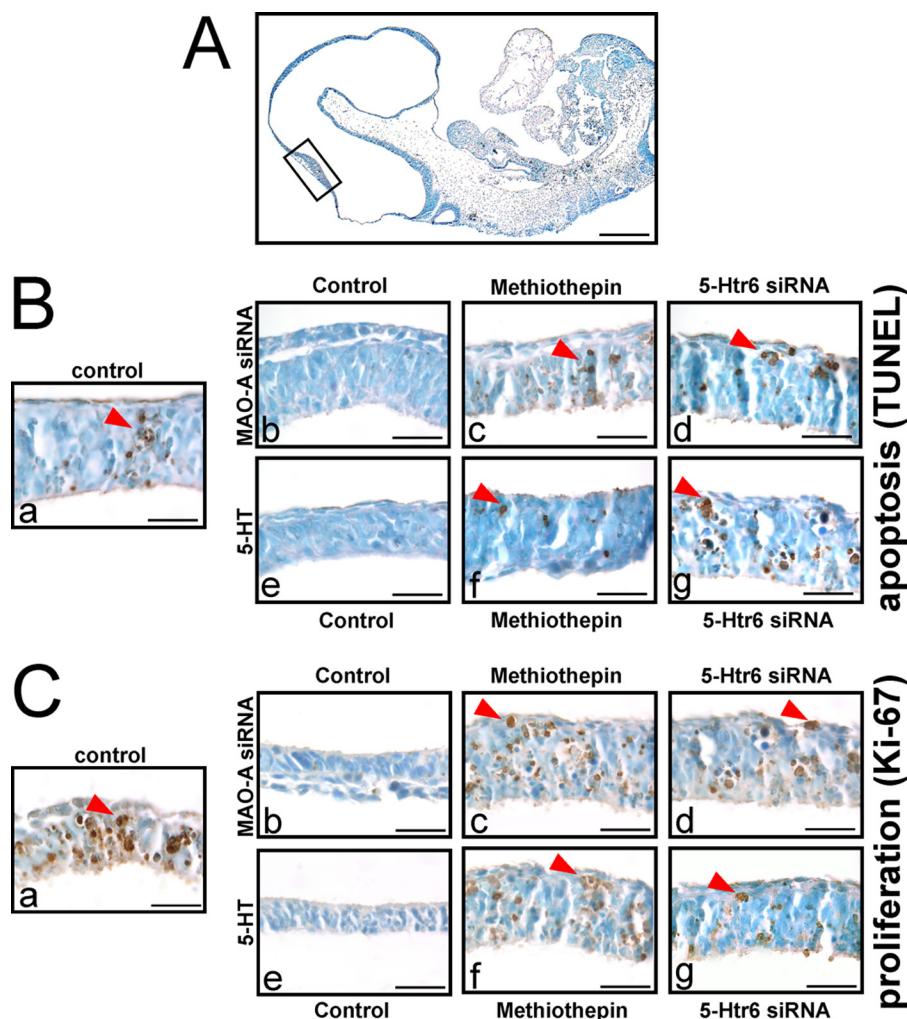 A
B
control
a
Control
Methiothepin
5-Htr6 siRNA
MAO-A siRNA
b
c
d
5-HT
e
f
g
Control
Methiothepin
5-Htr6 siRNA
apoptosis (TUNEL)
C
control
a
Control
Methiothepin
5-Htr6 siRNA
MAO-A siRNA
b
c
d
5-HT
e
f
g
Control
Methiothepin
5-Htr6 siRNA
proliferation (Ki-67)